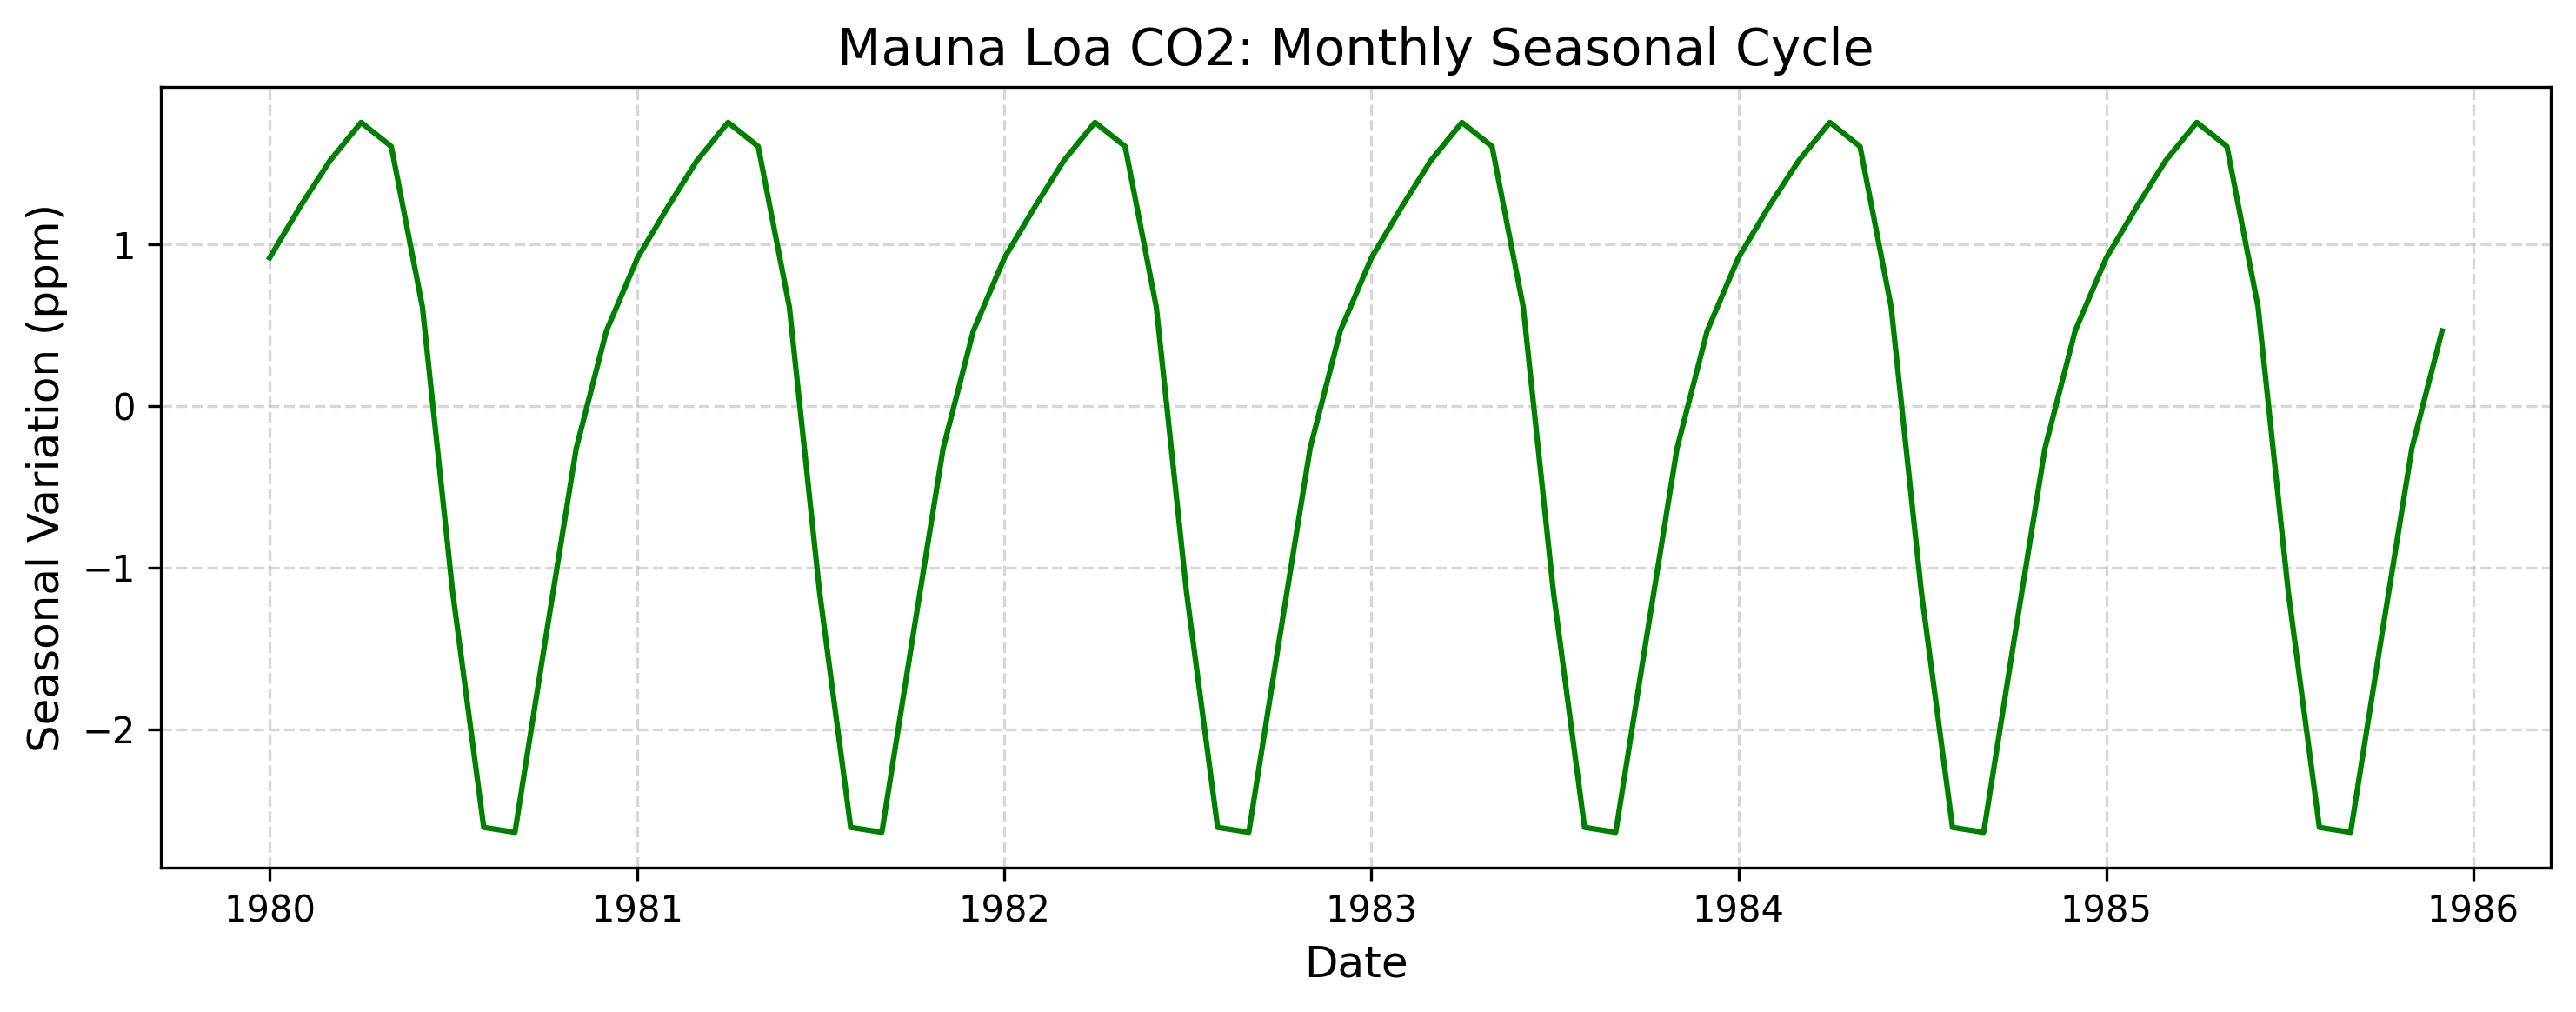 Mauna Loa CO2: Monthly Seasonal Cycle
Seasonal Variation (ppm)
1
0
−1
−2
1980 1981 1982 1983 1984 1985 1986
Date